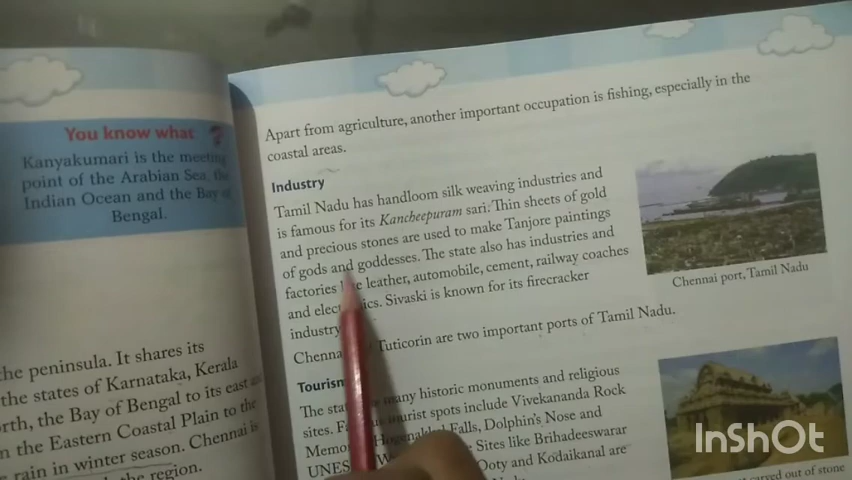 You know what ?
Kanyakumari is the meeting
point of the Arabian Sea, the
Indian Ocean and the Bay of
Bengal.
the peninsula. It shares its
the states of Karnataka, Kerala
the Bay of Bengal to its east
the Eastern Coastal Plain to the
rain in winter season. Chennai is
the region.
Apart from agriculture, another important occupation is fishing, especially in the
coastal areas.
Industry
Tamil Nadu has handloom silk weaving industries and
is famous for its Kancheepuram sari. Thin sheets of gold
and precious stones are used to make Tanjore paintings
of gods and goddesses. The state also has industries and
factories leather, automobile, cement, railway coaches
and Sivaski is known for its firecracker
industry
Tuticorin are two important ports of Tamil Nadu.
Tourism
The many historic monuments and religious
sites. tourist spots include Vivekananda Rock
Falls, Dolphin's Nose and
Sites like Brihadeeswarar
Ooty and Kodaikanal are
Chennai port, Tamil Nadu
carved out of stone
InShOt